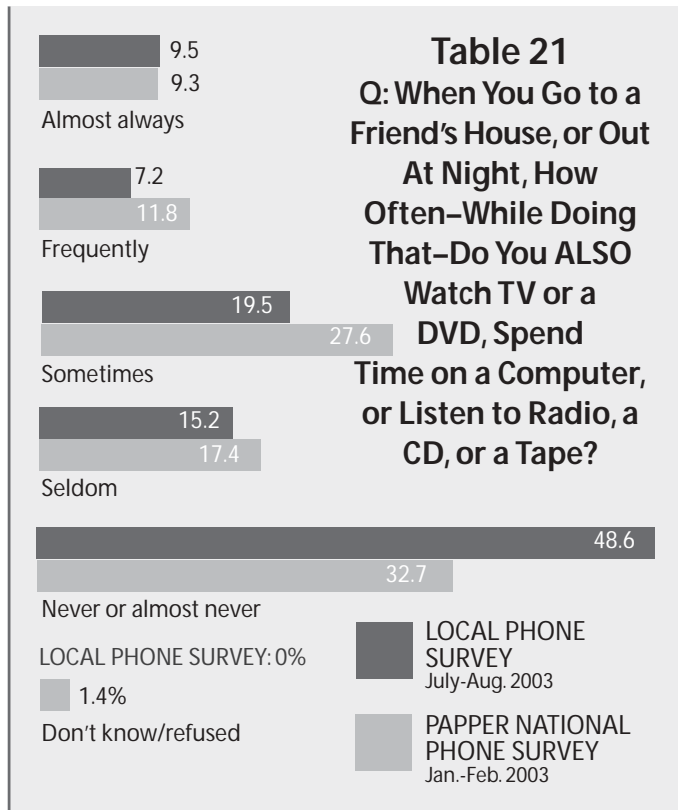 Table 21
Q: When You Go to a
Friend's House, or Out
At Night, How
Often–While Doing
That–Do You ALSO
Watch TV or a
DVD, Spend
Time on a Computer,
or Listen to Radio, a
CD, or a Tape?
9.5
9.3
Almost always
7.2
11.8
Frequently
19.5
27.6
Sometimes
15.2
17.4
Seldom
48.6
32.7
Never or almost never
LOCAL PHONE SURVEY: 0%
1.4%
Don't know/refused
LOCAL PHONE
SURVEY
July-Aug. 2003
PAPPER NATIONAL
PHONE SURVEY
Jan.-Feb. 2003